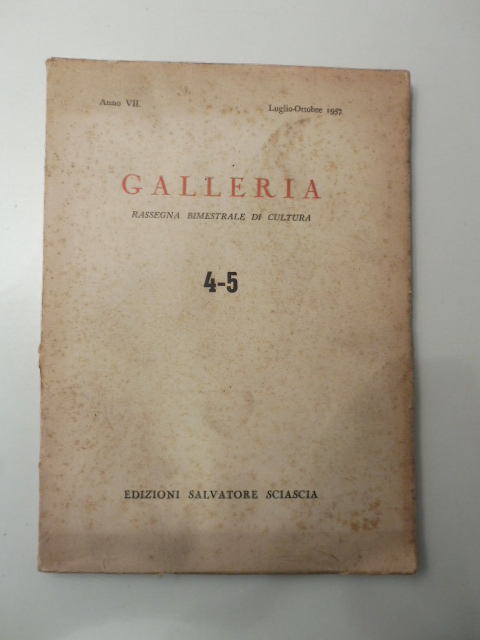 Anno VII.
Luglio-Ottobre 1957
GALLERIA
RASSEGNA BIMESTRALE DI CULTURA
4-5
EDIZIONI SALVATORE SCIASCIA